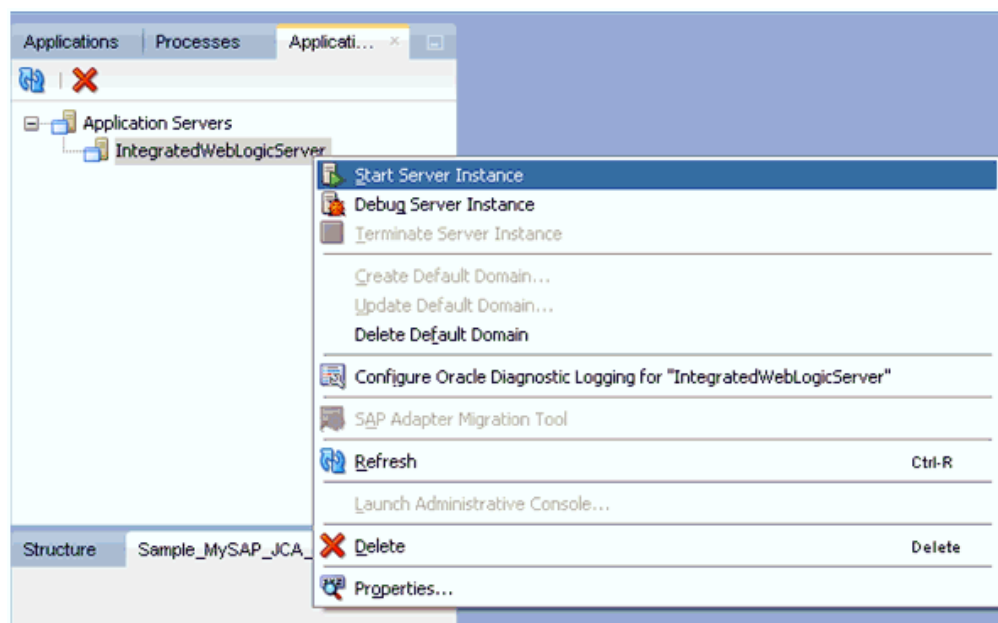 Applications Processes Applicati...
Application Servers
IntegratedWebLogicServer
Start Server Instance
Debug Server Instance
Terminate Server Instance
Create Default Domain...
Update Default Domain...
Delete Default Domain
Configure Oracle Diagnostic Logging for "IntegratedWebLogicServer"
SAP Adapter Migration Tool
Refresh Ctrl-R
Launch Administrative Console...
Structure Sample_MySAP_JCA_ Delete Delete
Properties...